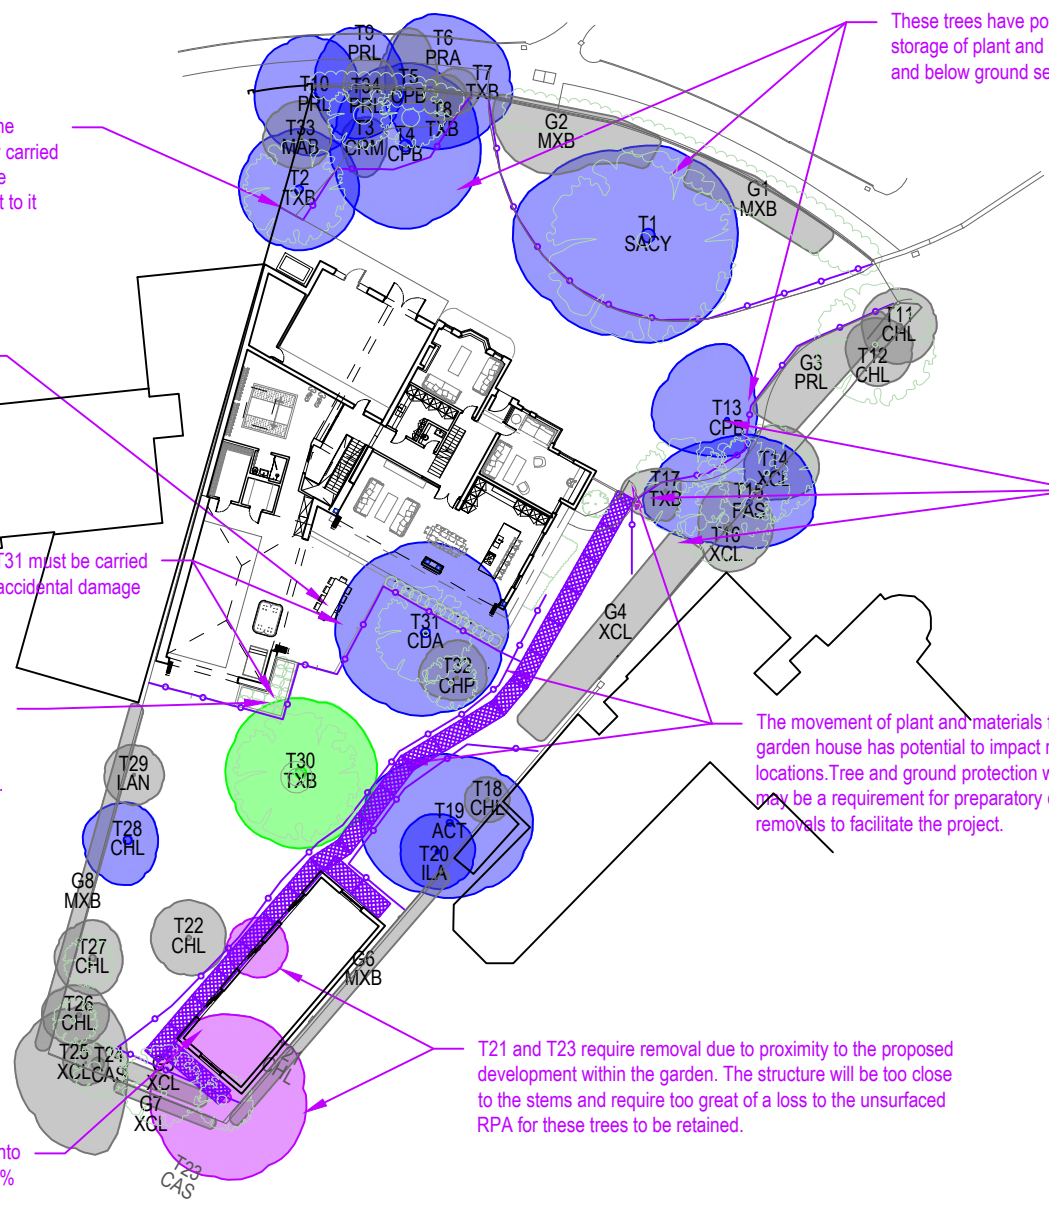 These trees have po
storage of plant and
and below ground se
T9
PRL
T6
PRA
T10
PRL
T34
PRL
T5
CPB
T7
TXB
T8
TXB
T33
MAB
T3
CRM
T4
CPB
T2
TXB
G2
MXB
G1
MXB
T1
SACY
ne
t carried
e
t to it
T11
CHL
T12
CHL
G3
PRL
T13
CPB
T14
XCL
T15
FAS
T16
XCL
T17
TXB
G4
XCL
T31 must be carried
accidental damage
T31
CDA
T32
CHP
T30
TXB
The movement of plant and materials f
garden house has potential to impact r
locations.Tree and ground protection w
may be a requirement for preparatory
removals to facilitate the project.
T29
LAN
T28
CHL
T18
CHL
T19
ACT
T20
ILA
G8
MXB
T22
CHL
T27
CHL
G6
MXB
T26
CHL
T25
XCL
T24
CAS
XCL
CHL
G7
XCL
T21 and T23 require removal due to proximity to the proposed
development within the garden. The structure will be too close
to the stems and require too great of a loss to the unsurfaced
RPA for these trees to be retained.
nto
%
T23
CAS